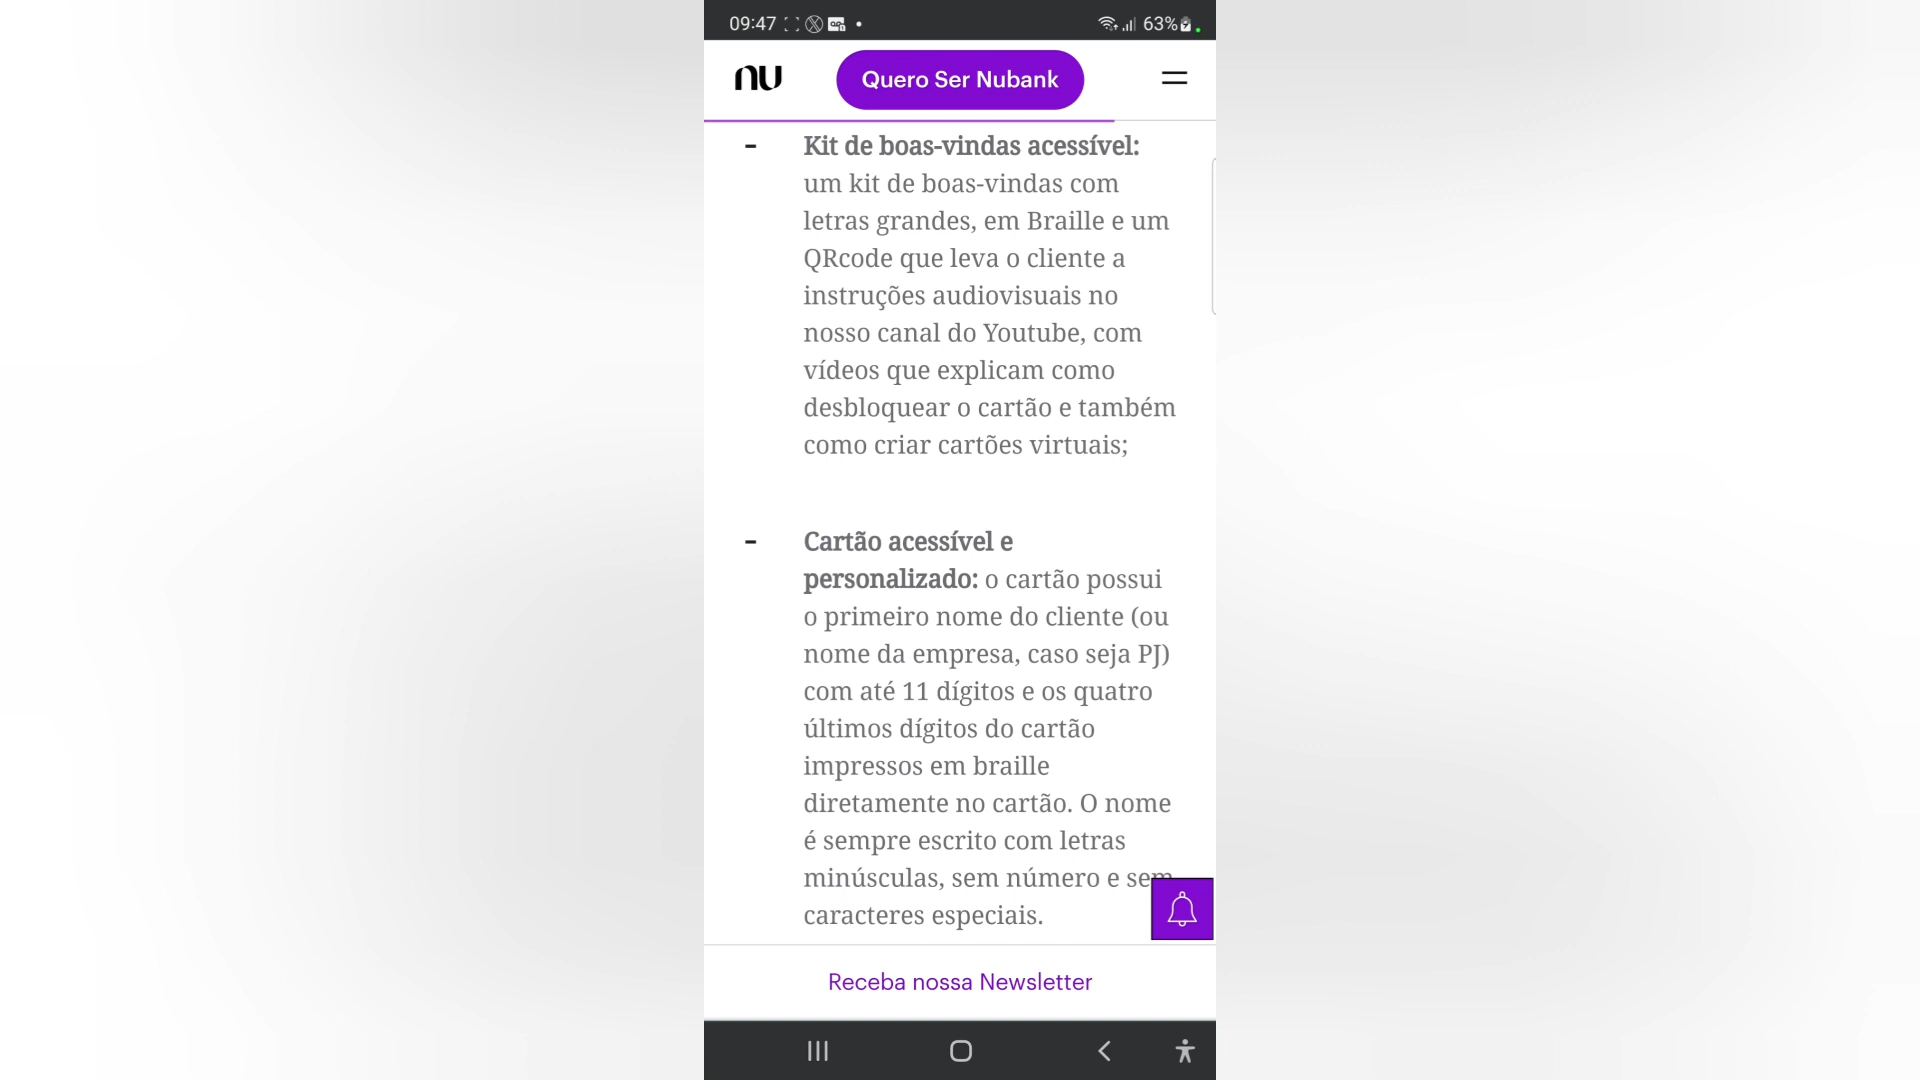 09:47
63%
nu
Quero Ser Nubank
- Kit de boas-vindas acessível:
um kit de boas-vindas com
letras grandes, em Braille e um
QRcode que leva o cliente a
instruções audiovisuais no
nosso canal do Youtube, com
vídeos que explicam como
desbloquear o cartão e também
como criar cartões virtuais;
- Cartão acessível e
personalizado: o cartão possui
o primeiro nome do cliente (ou
nome da empresa, caso seja PJ)
com até 11 dígitos e os quatro
últimos dígitos do cartão
impressos em braille
diretamente no cartão. O nome
é sempre escrito com letras
minúsculas, sem número e sem
caracteres especiais.
Receba nossa Newsletter